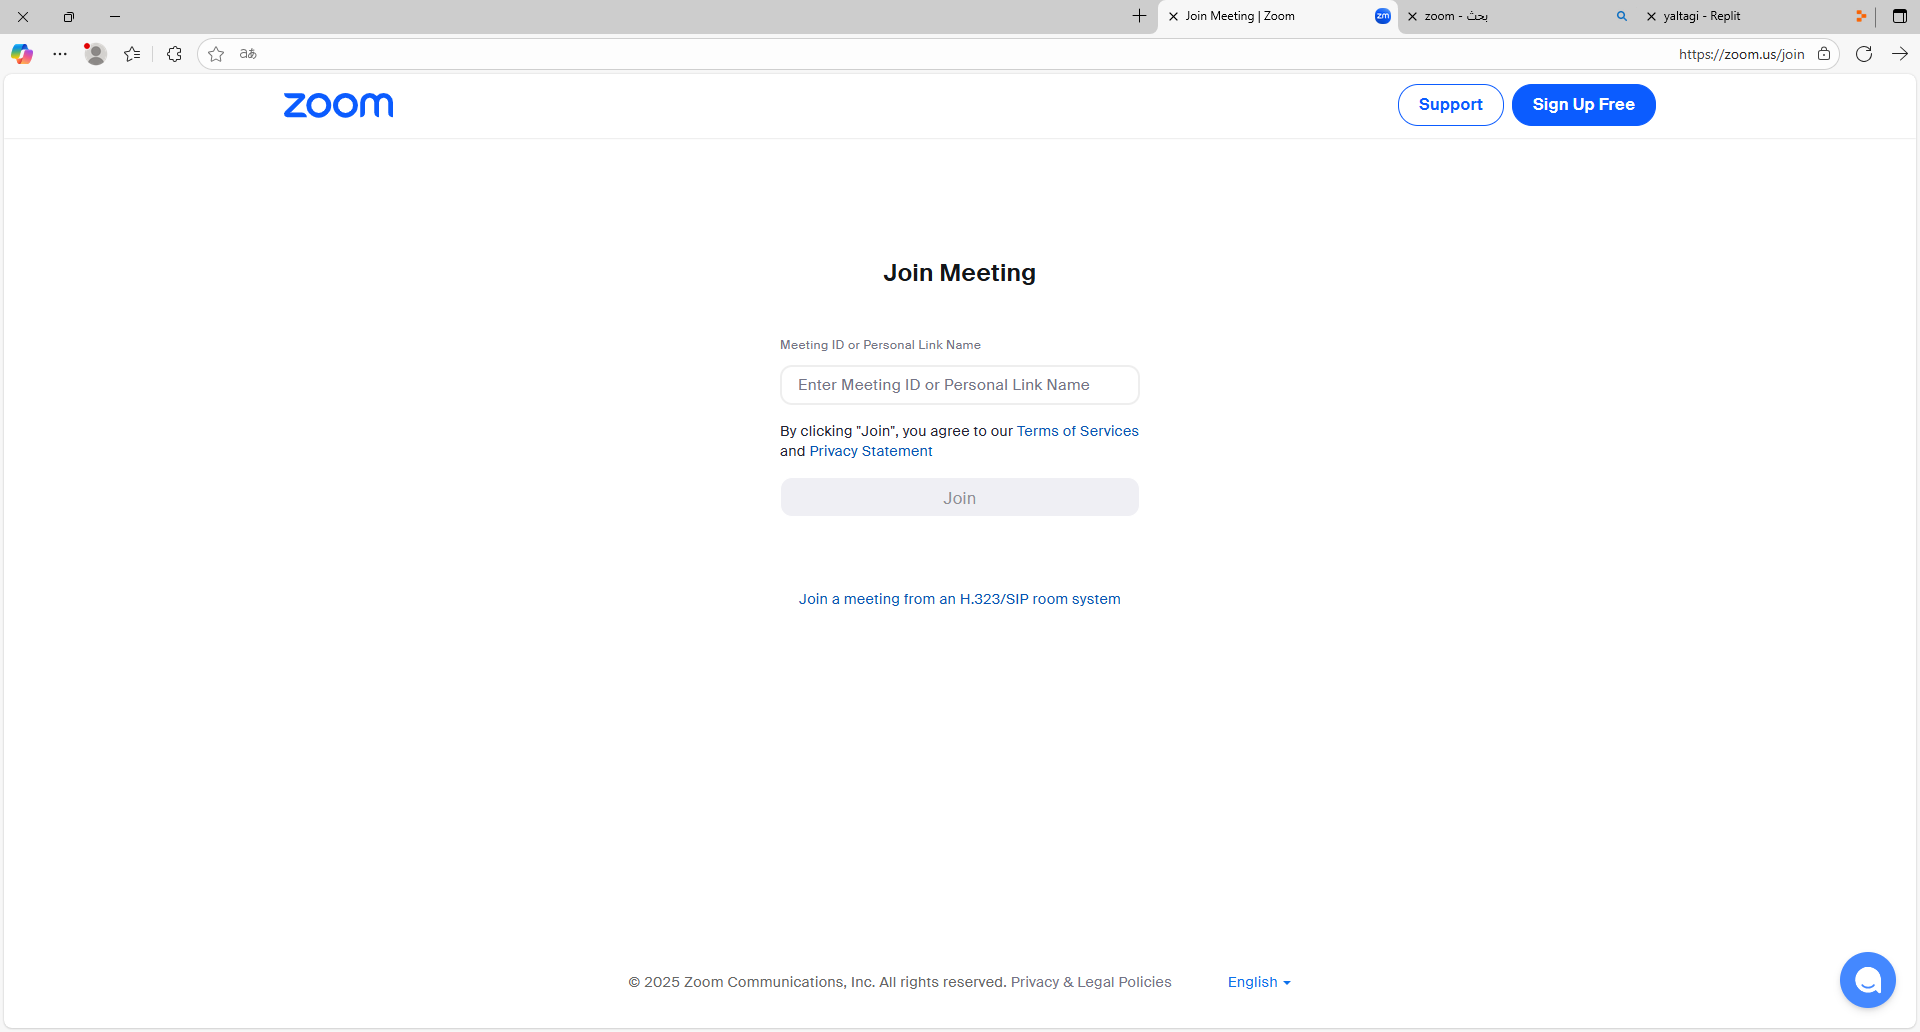 Join Meeting | Zoom
zm
zoom - بحث
yaltagi - Replit
aあ
https://zoom.us/join
zoom
Support
Sign Up Free
Join Meeting
Meeting ID or Personal Link Name
Enter Meeting ID or Personal Link Name
By clicking "Join", you agree to our Terms of Services
and Privacy Statement
Join
Join a meeting from an H.323/SIP room system
© 2025 Zoom Communications, Inc. All rights reserved. Privacy & Legal Policies
English